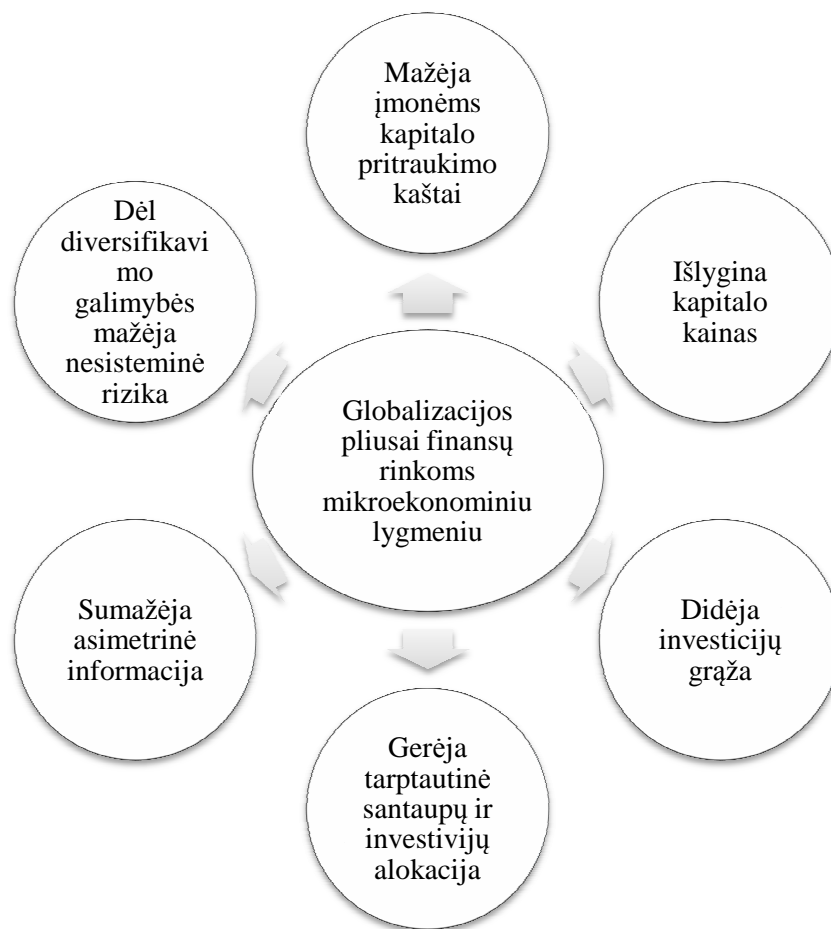 Mažėja
įmonėms
kapitalo
pritraukimo
kaštai
Dėl
diversifikavi
mo
galimybės
mažėja
nesisteminė
rizika
Išlygina
kapitalo
kainas
Globalizacijos
pliusai finansų
rinkoms
mikroekonominiu
lygmeniu
Sumažėja
asimetrinė
informacija
Didėja
investicijų
grąža
Gerėja
tarptautinė
santaupų ir
investivijų
alokacija